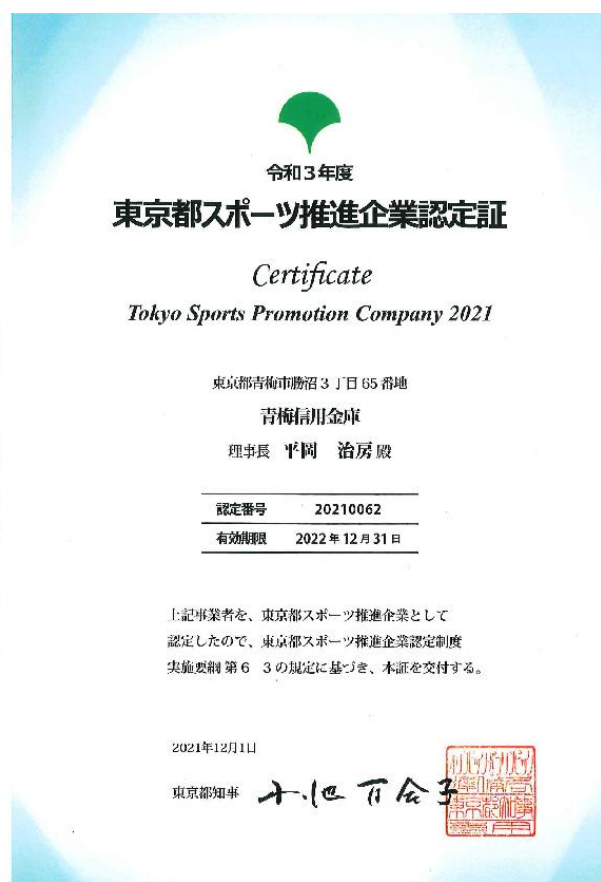 令和3年度
東京都スポーツ推進企業認定証
Certificate
Tokyo Sports Promotion Company 2021
東京都青梅市勝沼3丁目65番地
青梅信用金庫
理事長 平岡 治房 殿
認定番号 20210062
有効期限 2022年12月31日
上記事業者を、東京都スポーツ推進企業として
認定したので、東京都スポーツ推進企業認定制度
実施要綱 第6 3の規定に基づき、本証を交付する。
2021年12月1日
東京都知事 小池百合子